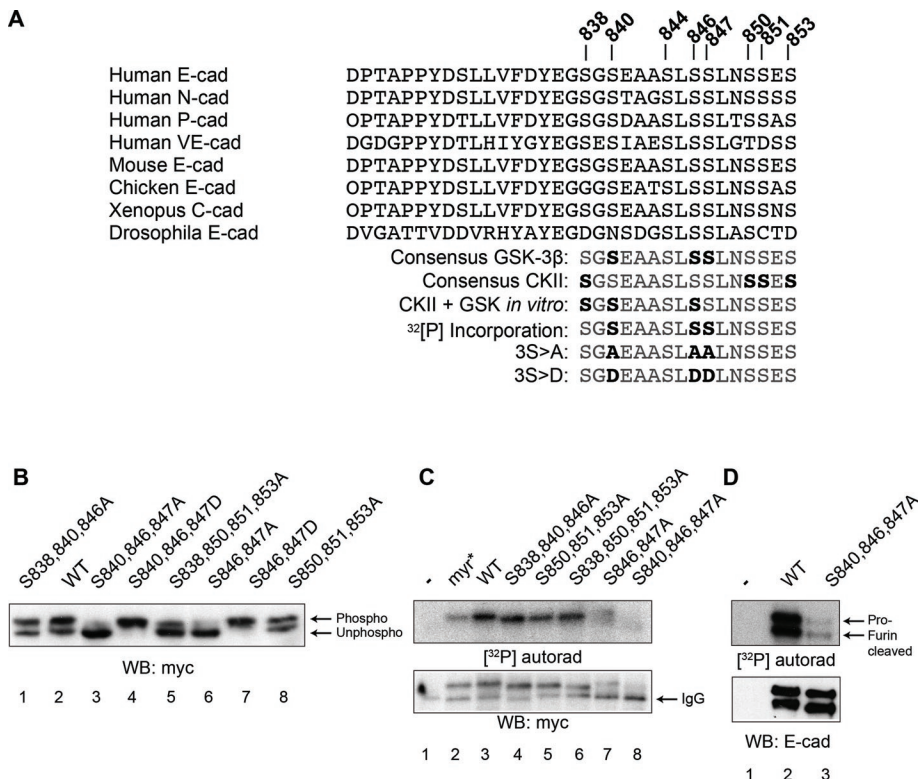 A
838 840 844 846 847 850 851 853
Human E-cad DPTAPPYDSLLVFDYEGSGSEAASLSSLNSSES
Human N-cad DPTAPPYDSLLVFDYEGSGSTAGSLSSLNSSSS
Human P-cad OPTAPPYDTLLVFDYEGSGSDAASLSSLTSSAS
Human VE-cad DGDGPPYDTLHIYGYEGSESIAESLSSLGTDSS
Mouse E-cad DPTAPPYDSLLVFDYEGSGSEAASLSSLNSSES
Chicken E-cad OPTAPPYDSLLVFDYEGGGSEATSLSSLNSSAS
Xenopus C-cad OPTAPPYDSLLVFDYEGSGSEAASLSSLNSSNS
Drosophila E-cad DVGATTVDDVRHYAYEGDGNSDGSLSSLASCTD
Consensus GSK-3β: SGSEAASLSSLNSSES
Consensus CKII: SGSEAASLSSLNSSES
CKII + GSK in vitro: SGSEAASLSSLNSSES
32[P] Incorporation: SGSEAASLSSLNSSES
3S>A: SGAEAASLAALNSSES
3S>D: SGDEAASLDDLNSSES
B
S838,840,846A
WT
S840,846,847A
S840,846,847D
S838,850,851,853A
S846,847A
S846,847D
S850,851,853A
Phospho
Unphospho
WB: myc
1 2 3 4 5 6 7 8
C
-
myr*
WT
S838,840,846A
S850,851,853A
S838,850,851,853A
S846,847A
S840,846,847A
[32P] autorad
IgG
WB: myc
1 2 3 4 5 6 7 8
D
-
WT
S840,846,847A
Pro-
Furin
cleaved
[32P] autorad
WB: E-cad
1 2 3